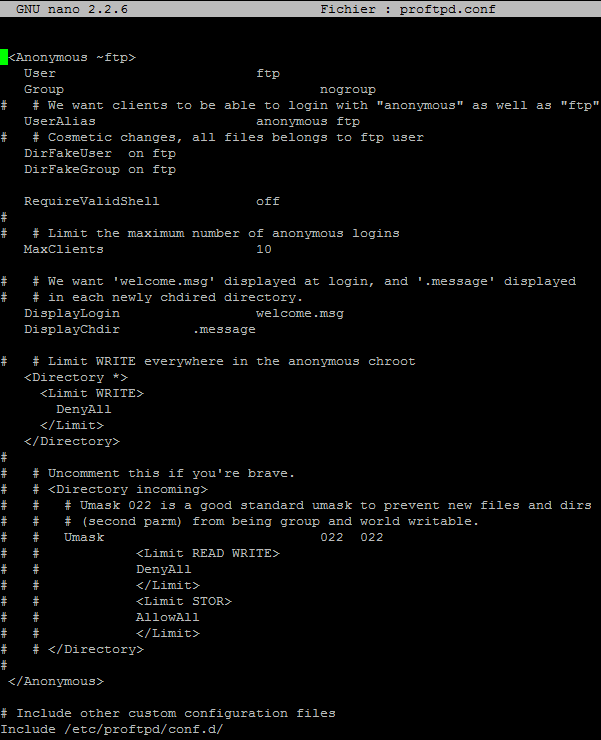 GNU nano 2.2.6 Fichier : proftpd.conf
<Anonymous ~ftp>
User ftp
Group nogroup
# # We want clients to be able to login with "anonymous" as well as "ftp"
UserAlias anonymous ftp
# # Cosmetic changes, all files belongs to ftp user
DirFakeUser on ftp
DirFakeGroup on ftp
RequireValidShell off
#
# # Limit the maximum number of anonymous logins
MaxClients 10
# # We want 'welcome.msg' displayed at login, and '.message' displayed
# # in each newly chdired directory.
DisplayLogin welcome.msg
DisplayChdir .message
# # Limit WRITE everywhere in the anonymous chroot
<Directory *>
<Limit WRITE>
DenyAll
</Limit>
</Directory>
#
# # Uncomment this if you're brave.
# # <Directory incoming>
# # # Umask 022 is a good standard umask to prevent new files and dirs
# # # (second parm) from being group and world writable.
# # Umask 022 022
# # <Limit READ WRITE>
# # DenyAll
# # </Limit>
# # <Limit STOR>
# # AllowAll
# # </Limit>
# # </Directory>
#
</Anonymous>
# Include other custom configuration files
Include /etc/proftpd/conf.d/